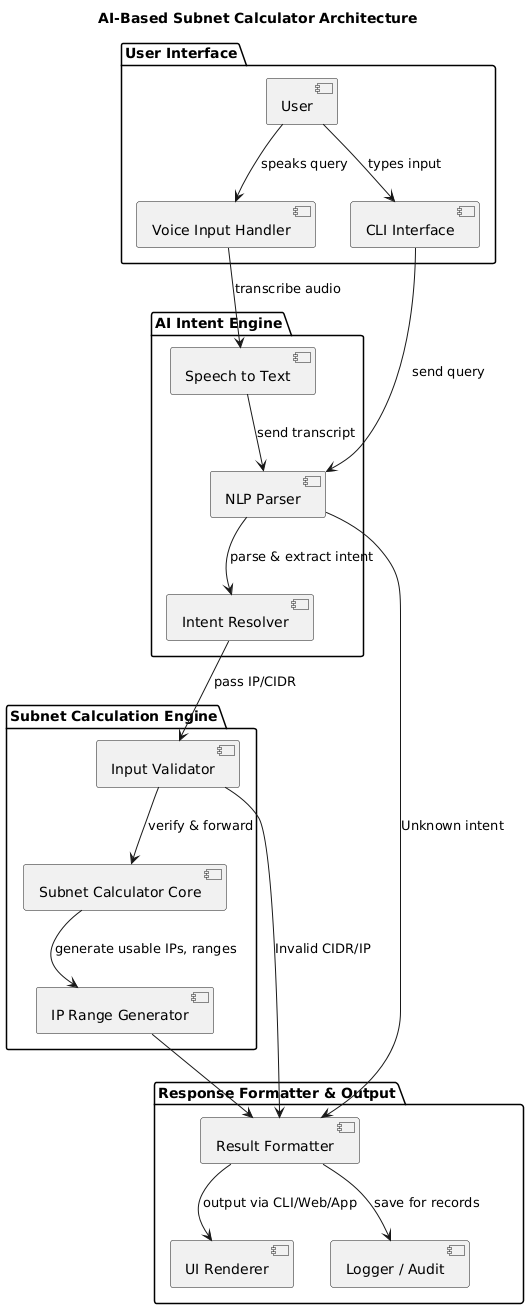 AI-Based Subnet Calculator Architecture
User Interface
User
speaks query
types input
Voice Input Handler
CLI Interface
transcribe audio
AI Intent Engine
Speech to Text
send query
send transcript
NLP Parser
parse & extract intent
Intent Resolver
pass IP/CIDR
Subnet Calculation Engine
Input Validator
verify & forward
Unknown intent
Subnet Calculator Core
generate usable IPs, ranges
Invalid CIDR/IP
IP Range Generator
Response Formatter & Output
Result Formatter
output via CLI/Web/App
save for records
UI Renderer
Logger / Audit